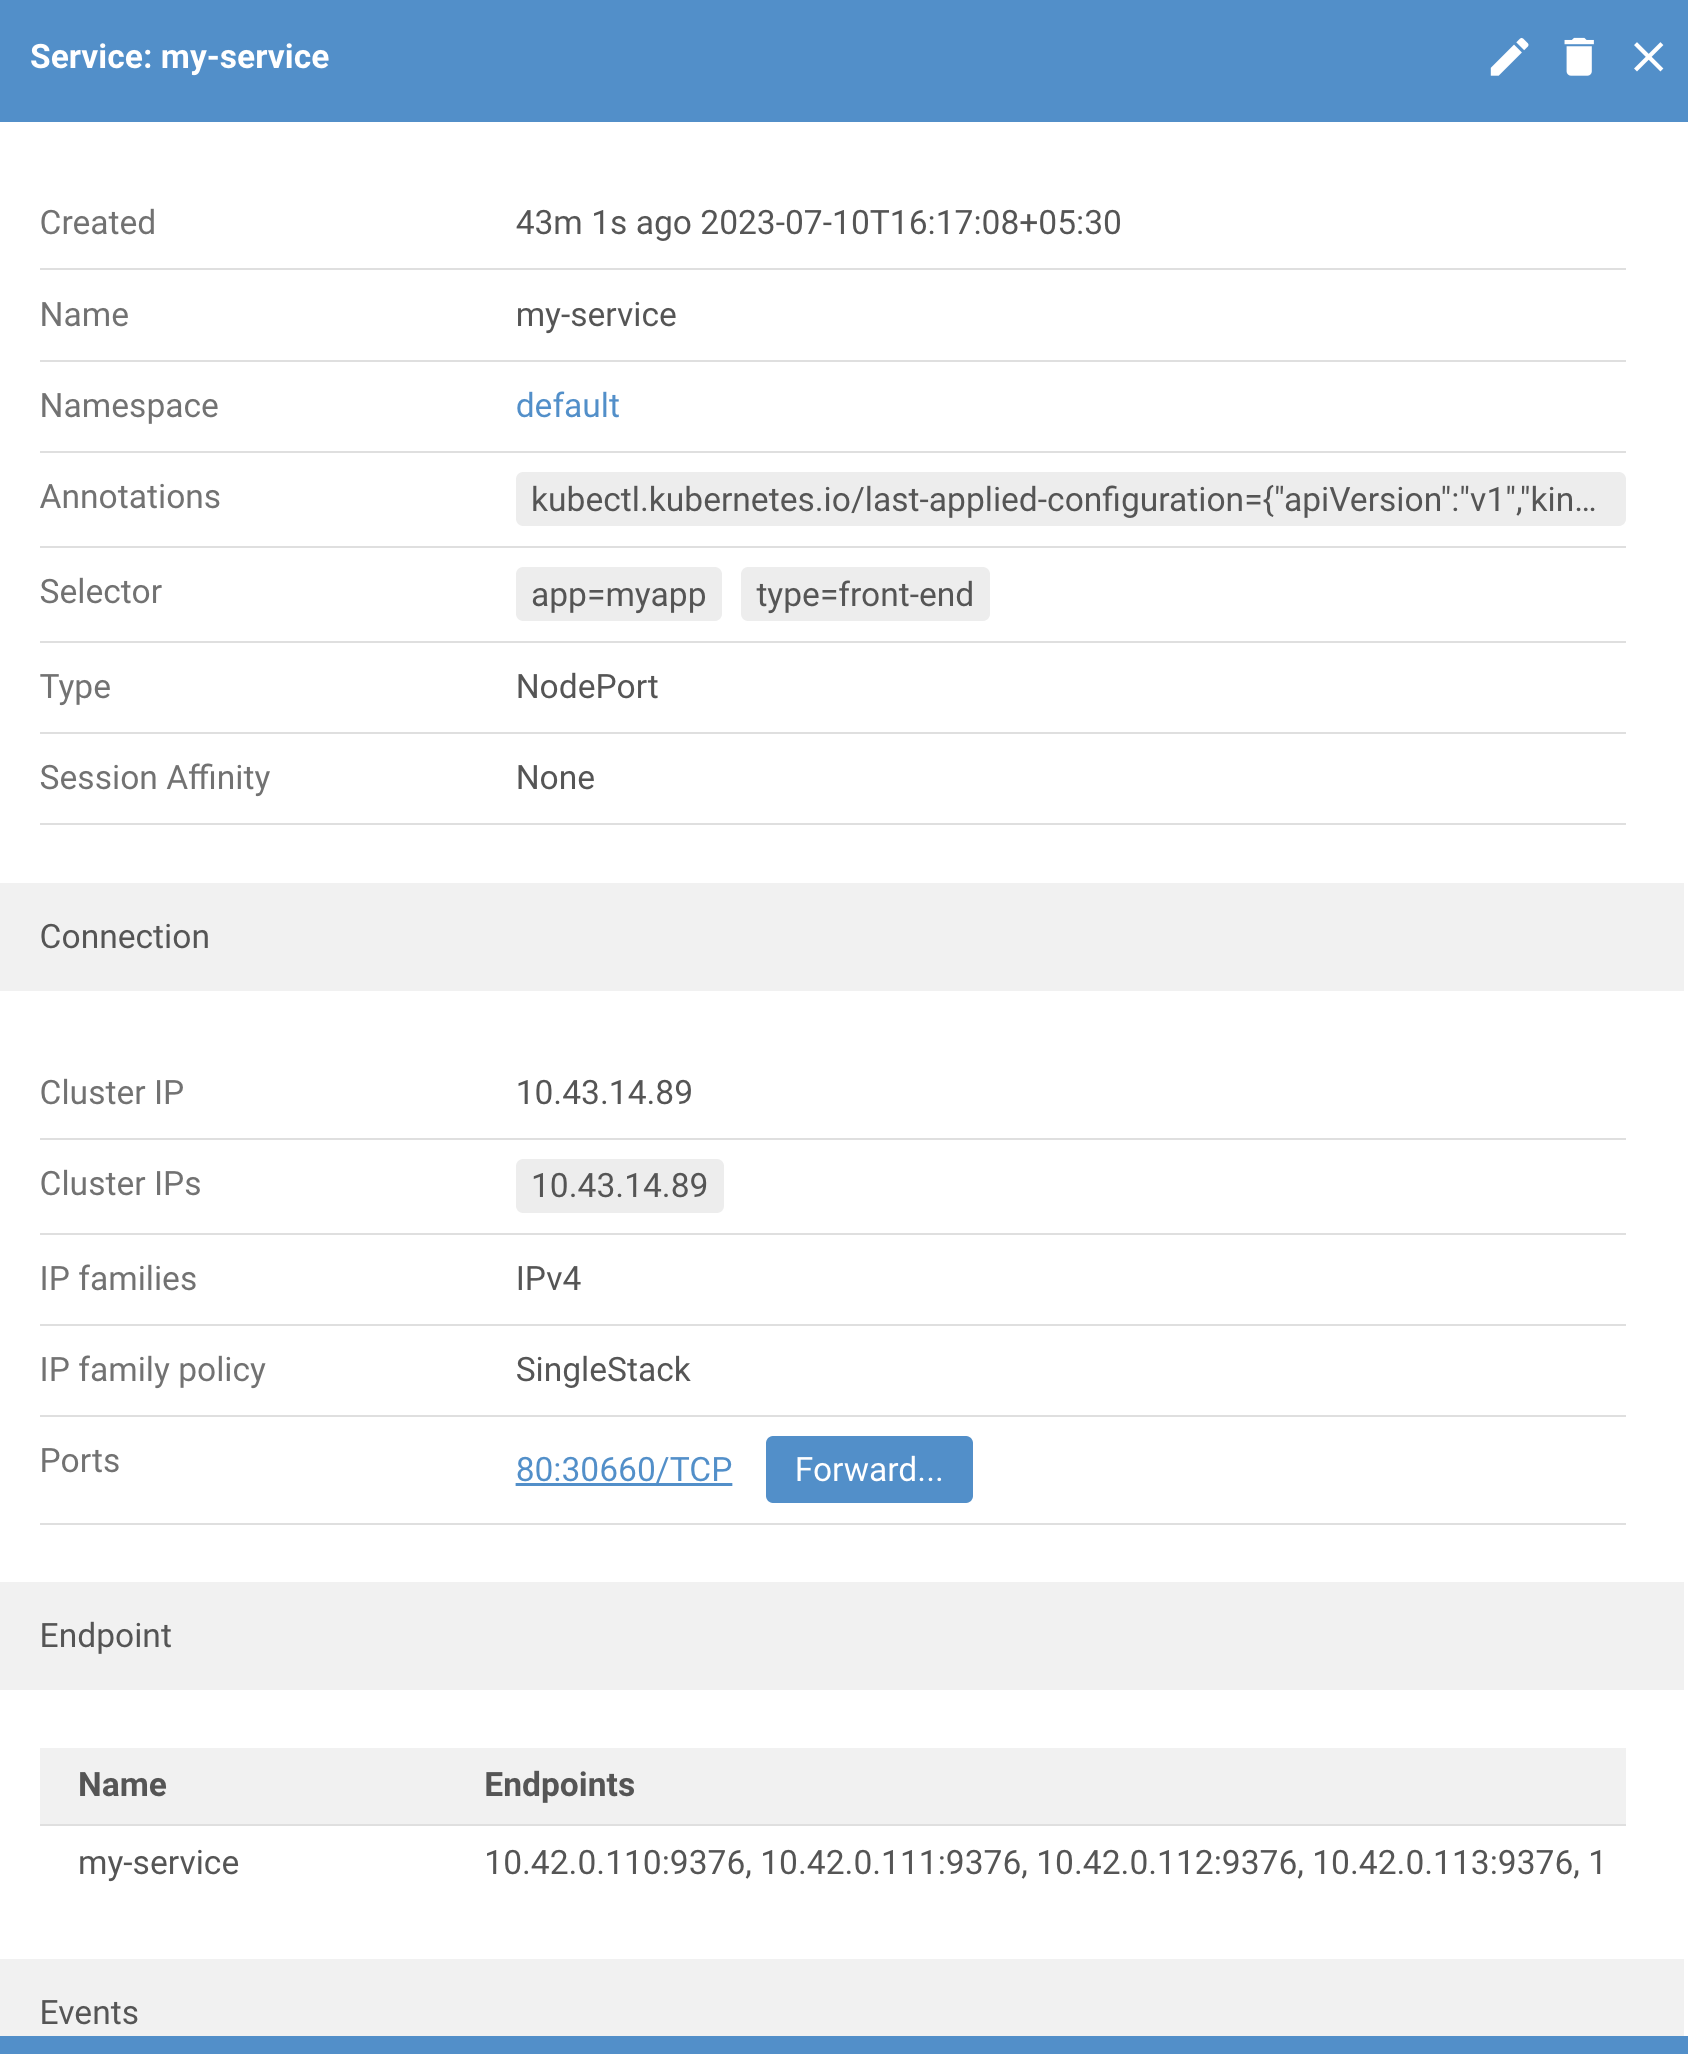 Service: my-service
Created 43m 1s ago 2023-07-10T16:17:08+05:30
Name my-service
Namespace default
Annotations kubectl.kubernetes.io/last-applied-configuration={"apiVersion":"v1","kin...
Selector app=myapp type=front-end
Type NodePort
Session Affinity None
Connection
Cluster IP 10.43.14.89
Cluster IPs 10.43.14.89
IP families IPv4
IP family policy SingleStack
Ports 80:30660/TCP Forward...
Endpoint
Name Endpoints
my-service 10.42.0.110:9376, 10.42.0.111:9376, 10.42.0.112:9376, 10.42.0.113:9376, 1
Events